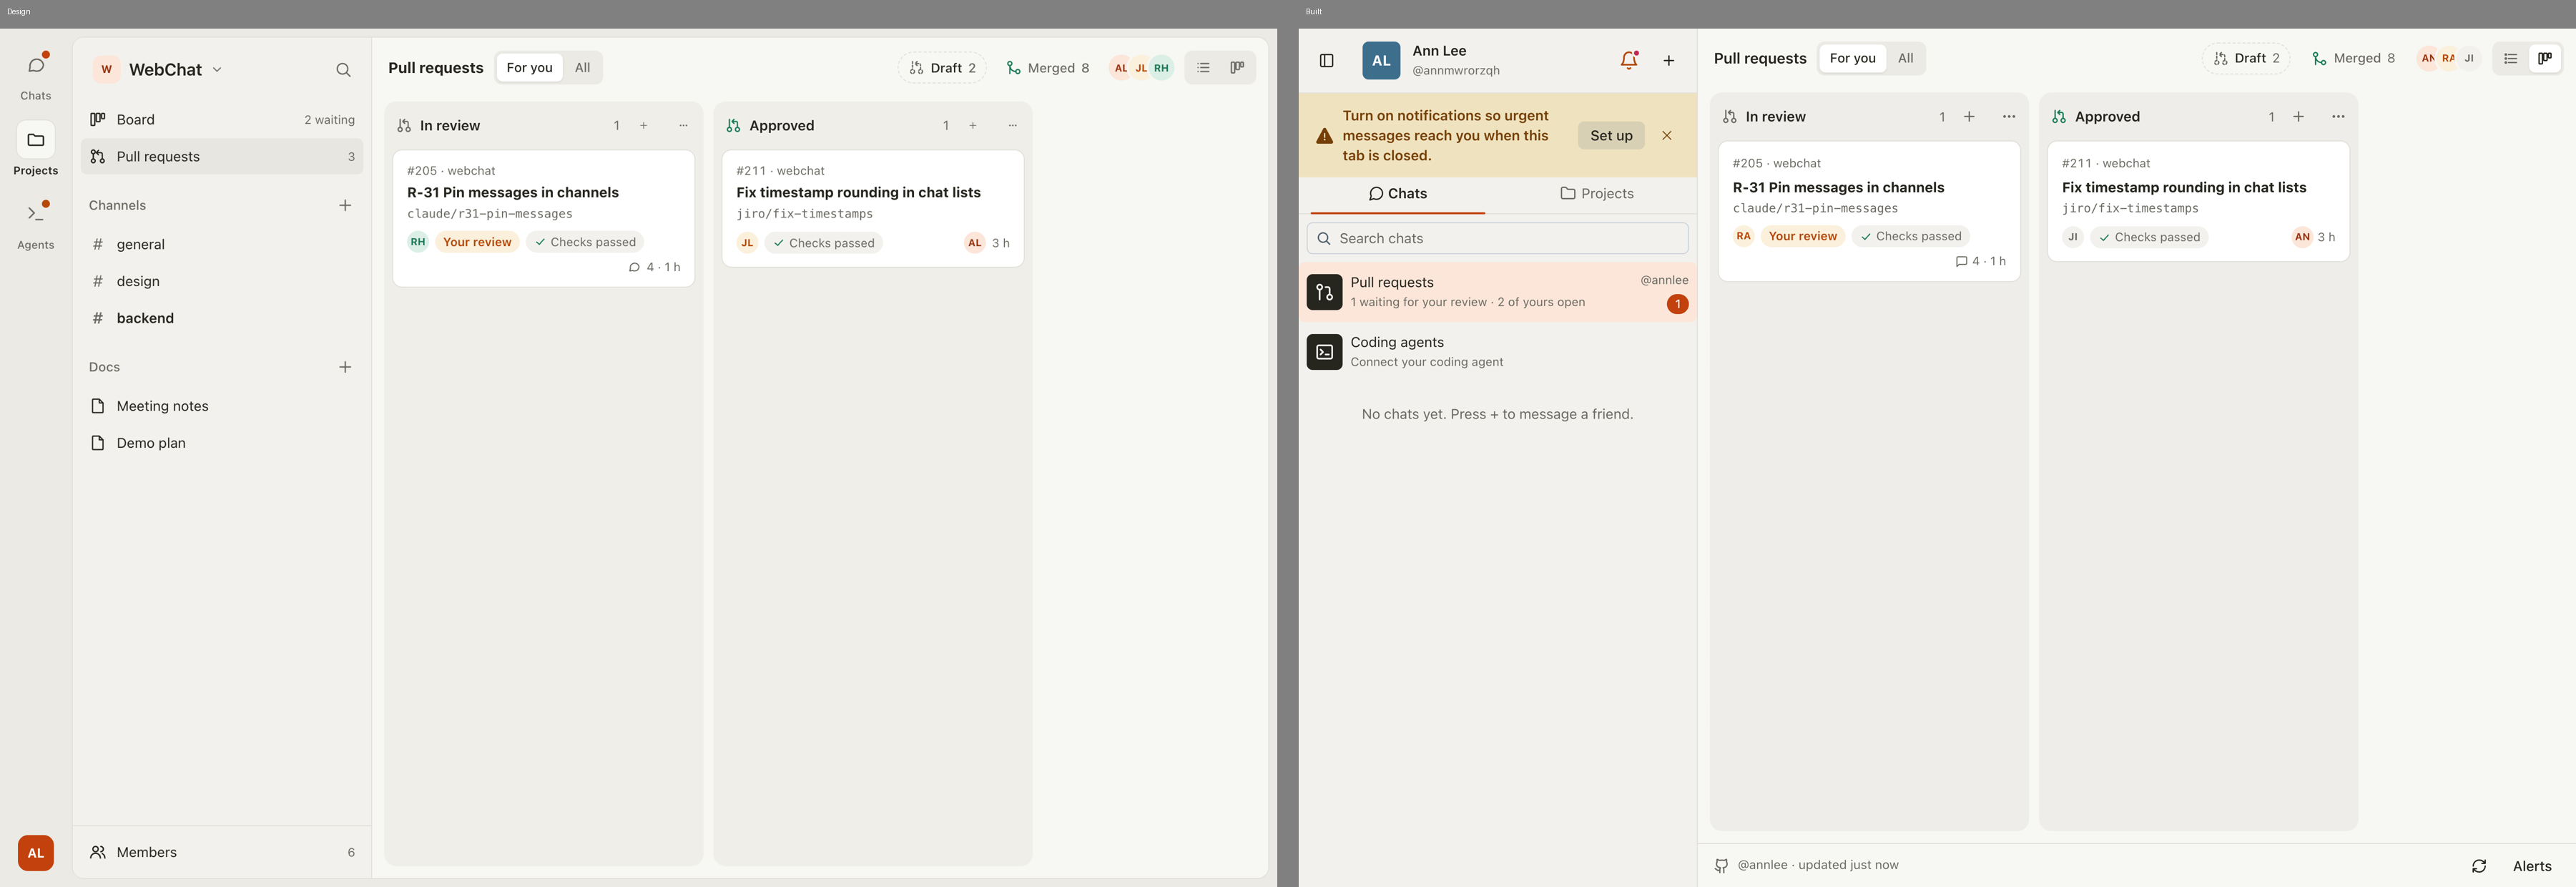 Design
Chats
Projects
Agents
AL
W WebChat
Board 2 waiting
Pull requests 3
Channels
# general
# design
# backend
Docs
Meeting notes
Demo plan
Members 6
Pull requests For you All Draft 2 Merged 8 AL JL RH
In review 1
#205 · webchat
R-31 Pin messages in channels
claude/r31-pin-messages
RH Your review Checks passed
4 · 1 h
Approved 1
#211 · webchat
Fix timestamp rounding in chat lists
jiro/fix-timestamps
JL Checks passed AL 3 h
Built
AL Ann Lee
@annmwrorzqh
Turn on notifications so urgent
messages reach you when this
tab is closed.
Set up
Chats Projects
Search chats
Pull requests @annlee
1 waiting for your review · 2 of yours open 1
Coding agents
Connect your coding agent
No chats yet. Press + to message a friend.
Pull requests For you All Draft 2 Merged 8 AN RA JI
In review 1
#205 · webchat
R-31 Pin messages in channels
claude/r31-pin-messages
RA Your review Checks passed
4 · 1 h
Approved 1
#211 · webchat
Fix timestamp rounding in chat lists
jiro/fix-timestamps
JI Checks passed AN 3 h
@annlee · updated just now Alerts